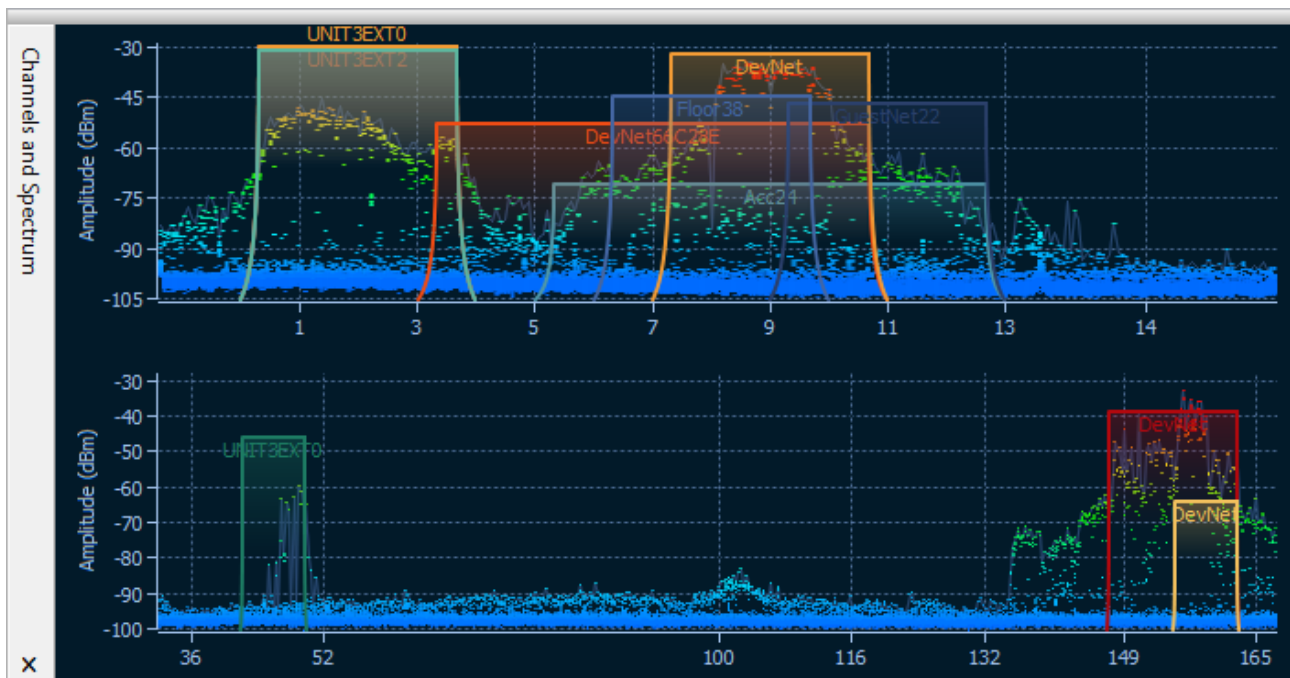 Channels and Spectrum
X
UNIT3EXT0
UNIT3EXT2
DevNet
Floor38
GuestNet22
DevNet66C28E
Acc24
Amplitude (dBm)
-30
-45
-60
-75
-90
-105
1 3 5 7 9 11 13 14
UNIT3EXT0
DevNet
DevNet
Amplitude (dBm)
-30
-40
-50
-60
-70
-80
-90
-100
36 52 100 116 132 149 165